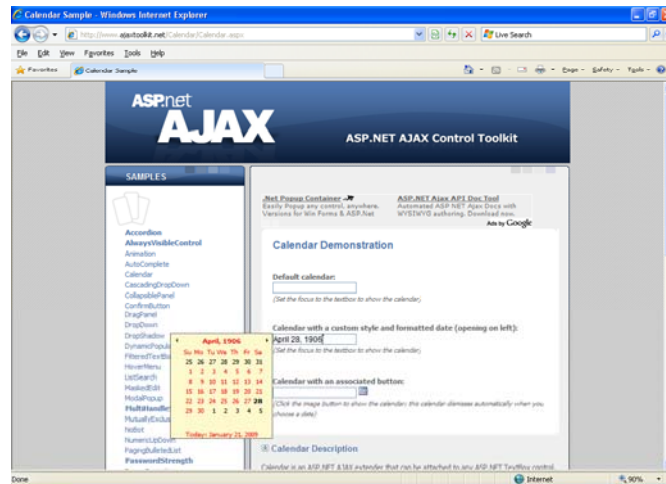 Calendar Sample - Windows Internet Explorer
http://www.ajaxtoolkit.net/Calendar/Calendar.aspx
Live Search
File Edit View Favorites Tools Help
Favorites Calendar Sample
Page - Safety - Tools -
ASP.net
AJAX
ASP.NET AJAX Control Toolkit
SAMPLES
.Net Popup Container
Easily Popup any control, anywhere.
Versions for Win Forms & ASP.Net
ASP.NET Ajax API Doc Tool
Automated ASP NET Ajax Docs with
WYSIWYG authoring. Download now.
Ads by Google
Accordion
AlwaysVisibleControl
Animation
AutoComplete
Calendar
CascadingDropDown
CollapsiblePanel
ConfirmButton
DragPanel
DropDown
DropShadow
DynamicPopula
FilteredTextBo
HoverMenu
ListSearch
MaskedEdit
ModalPopup
MultiHandle
MutuallyExclus
NoBot
NumericUpDown
PagingBulletedList
PasswordStrength
April, 1906
Su Mo Tu We Th Fr Sa
25 26 27 28 29 30 31
1 2 3 4 5 6 7
8 9 10 11 12 13 14
15 16 17 18 19 20 21
22 23 24 25 26 27 28
29 30 1 2 3 4 5
Today: January 21, 2009
Calendar Demonstration
Default calendar:
(Set the focus to the textbox to show the calendar)
Calendar with a custom style and formatted date (opening on left):
April 28, 1906
(Set the focus to the textbox to show the calendar)
Calendar with an associated button:
(Click the image button to show the calendar; this calendar dismisses automatically when you
choose a date)
Calendar Description
Calendar is an ASP.NET AJAX extender that can be attached to any ASP.NET TextBox control.
Done
Internet
90%